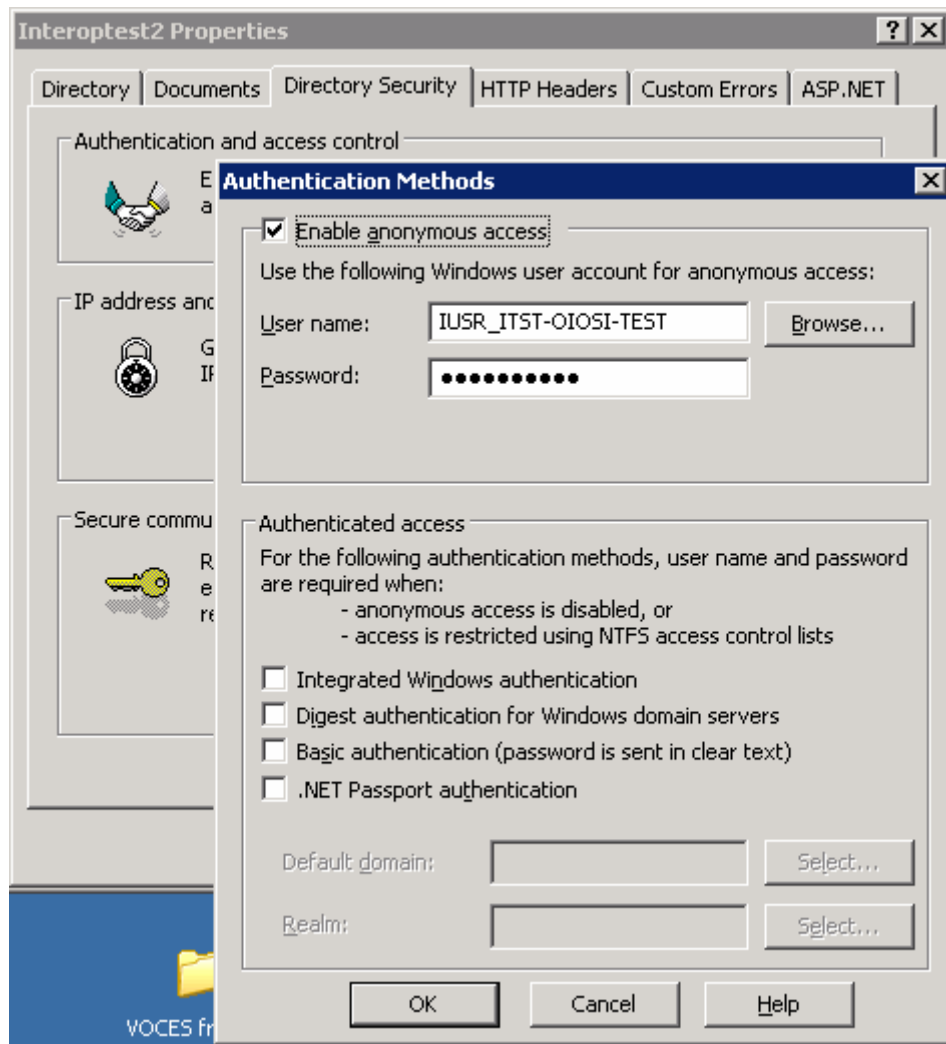 Interoptest2 Properties
Directory Documents Directory Security HTTP Headers Custom Errors ASP.NET
Authentication and access control
E
a
Authentication Methods
Enable anonymous access
Use the following Windows user account for anonymous access:
IP address and
G
IP
User name: IUSR_ITST-OIOSI-TEST Browse...
Password: ●●●●●●●●●●
Secure commu
R
e
re
Authenticated access
For the following authentication methods, user name and password
are required when:
- anonymous access is disabled, or
- access is restricted using NTFS access control lists
Integrated Windows authentication
Digest authentication for Windows domain servers
Basic authentication (password is sent in clear text)
.NET Passport authentication
Default domain: Select...
Realm: Select...
OK Cancel Help
VOCES fr